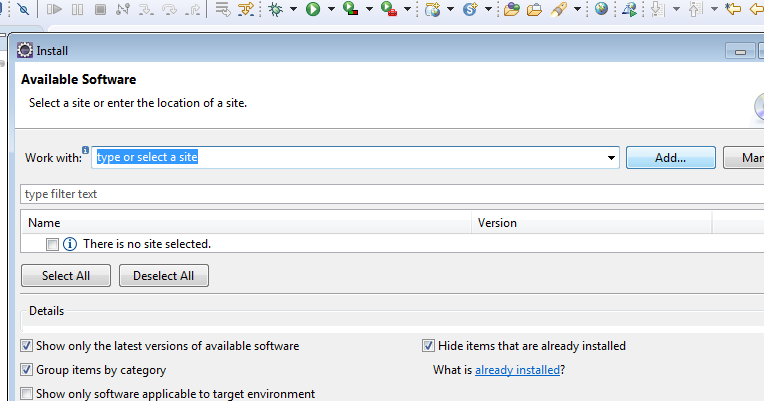 Install
Available Software
Select a site or enter the location of a site.
Work with: type or select a site Add...
type filter text
Name Version
There is no site selected.
Select All Deselect All
Details
Show only the latest versions of available software Hide items that are already installed
Group items by category What is already installed?
Show only software applicable to target environment